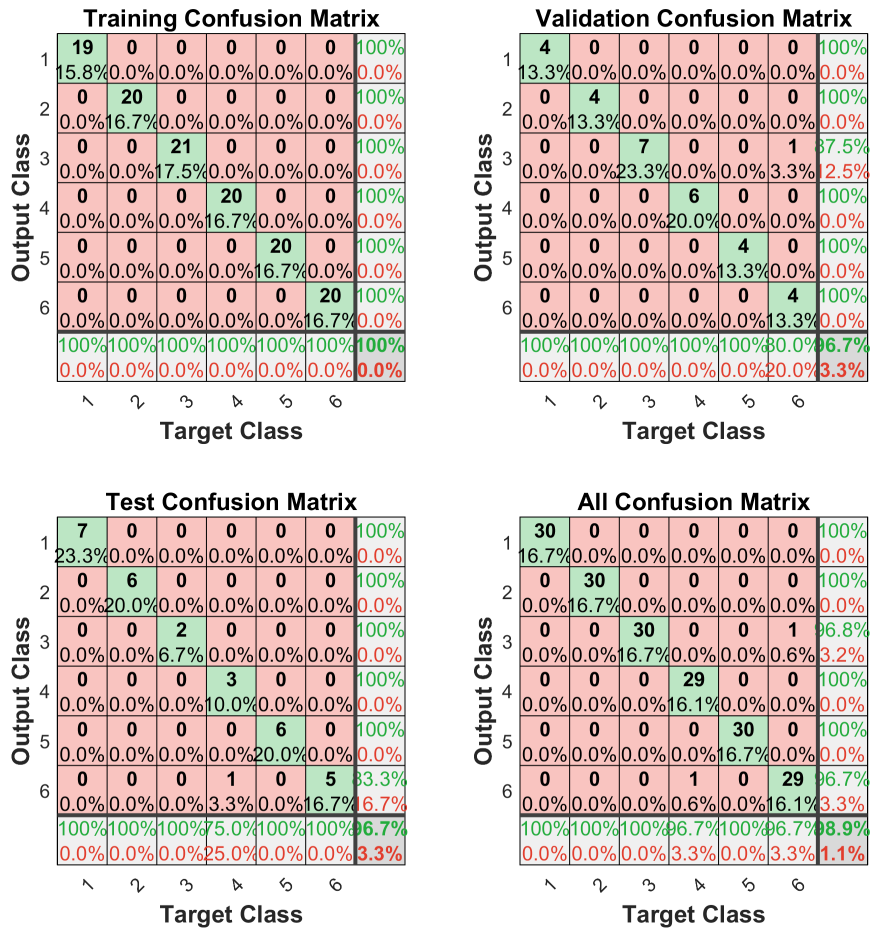 Training Confusion Matrix
1 19 0 0 0 0 0 100%
15.8% 0.0% 0.0% 0.0% 0.0% 0.0% 0.0%
2 0 20 0 0 0 0 100%
0.0% 16.7% 0.0% 0.0% 0.0% 0.0% 0.0%
3 0 0 21 0 0 0 100%
0.0% 0.0% 17.5% 0.0% 0.0% 0.0% 0.0%
4 0 0 0 20 0 0 100%
0.0% 0.0% 0.0% 16.7% 0.0% 0.0% 0.0%
5 0 0 0 0 20 0 100%
0.0% 0.0% 0.0% 0.0% 16.7% 0.0% 0.0%
6 0 0 0 0 0 20 100%
0.0% 0.0% 0.0% 0.0% 0.0% 16.7% 0.0%
100% 100% 100% 100% 100% 100% 100%
0.0% 0.0% 0.0% 0.0% 0.0% 0.0% 0.0%
1 2 3 4 5 6
Target Class
Output Class
Validation Confusion Matrix
1 4 0 0 0 0 0 100%
13.3% 0.0% 0.0% 0.0% 0.0% 0.0% 0.0%
2 0 4 0 0 0 0 100%
0.0% 13.3% 0.0% 0.0% 0.0% 0.0% 0.0%
3 0 0 7 0 0 1 87.5%
0.0% 0.0% 23.3% 0.0% 0.0% 3.3% 12.5%
4 0 0 0 6 0 0 100%
0.0% 0.0% 0.0% 20.0% 0.0% 0.0% 0.0%
5 0 0 0 0 4 0 100%
0.0% 0.0% 0.0% 0.0% 13.3% 0.0% 0.0%
6 0 0 0 0 0 4 100%
0.0% 0.0% 0.0% 0.0% 0.0% 13.3% 0.0%
100% 100% 100% 100% 100% 80.0% 96.7%
0.0% 0.0% 0.0% 0.0% 0.0% 20.0% 3.3%
1 2 3 4 5 6
Target Class
Output Class
Test Confusion Matrix
1 7 0 0 0 0 0 100%
23.3% 0.0% 0.0% 0.0% 0.0% 0.0% 0.0%
2 0 6 0 0 0 0 100%
0.0% 20.0% 0.0% 0.0% 0.0% 0.0% 0.0%
3 0 0 2 0 0 0 100%
0.0% 0.0% 6.7% 0.0% 0.0% 0.0% 0.0%
4 0 0 0 3 0 0 100%
0.0% 0.0% 0.0% 10.0% 0.0% 0.0% 0.0%
5 0 0 0 0 6 0 100%
0.0% 0.0% 0.0% 0.0% 20.0% 0.0% 0.0%
6 0 0 0 1 0 5 83.3%
0.0% 0.0% 0.0% 3.3% 0.0% 16.7% 16.7%
100% 100% 100% 75.0% 100% 100% 96.7%
0.0% 0.0% 0.0% 25.0% 0.0% 0.0% 3.3%
1 2 3 4 5 6
Target Class
Output Class
All Confusion Matrix
1 30 0 0 0 0 0 100%
16.7% 0.0% 0.0% 0.0% 0.0% 0.0% 0.0%
2 0 30 0 0 0 0 100%
0.0% 16.7% 0.0% 0.0% 0.0% 0.0% 0.0%
3 0 0 30 0 0 1 96.8%
0.0% 0.0% 16.7% 0.0% 0.0% 0.6% 3.2%
4 0 0 0 29 0 0 100%
0.0% 0.0% 0.0% 16.1% 0.0% 0.0% 0.0%
5 0 0 0 0 30 0 100%
0.0% 0.0% 0.0% 0.0% 16.7% 0.0% 0.0%
6 0 0 0 1 0 29 96.7%
0.0% 0.0% 0.0% 0.6% 0.0% 16.1% 3.3%
100% 100% 100% 96.7% 100% 96.7% 98.9%
0.0% 0.0% 0.0% 3.3% 0.0% 3.3% 1.1%
1 2 3 4 5 6
Target Class
Output Class